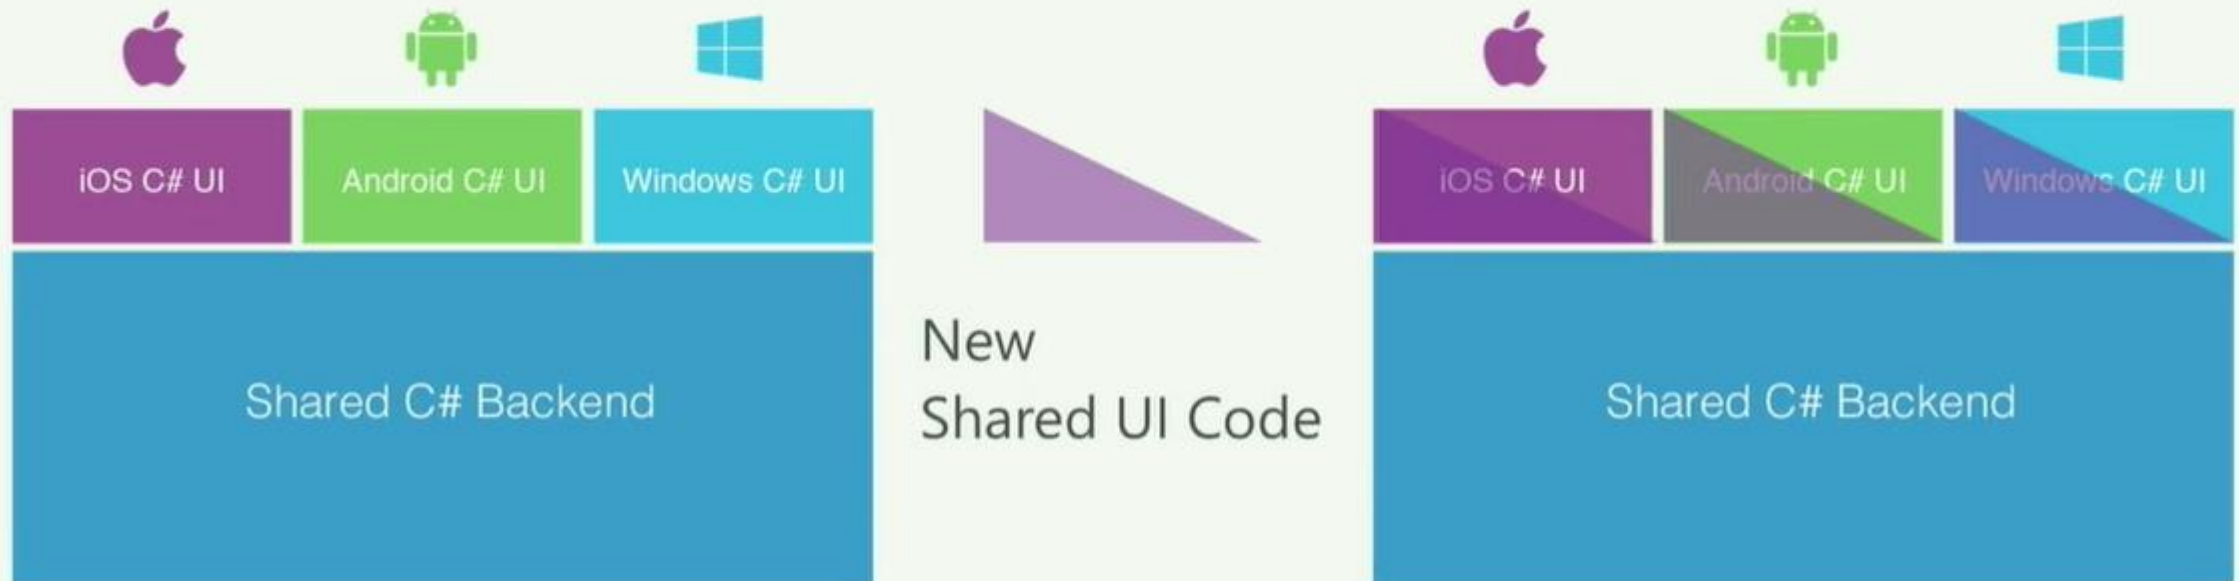 iOS C# UI
Android C# UI
Windows C# UI
Shared C# Backend
New
Shared UI Code
iOS C# UI
Android C# UI
Windows C# UI
Shared C# Backend